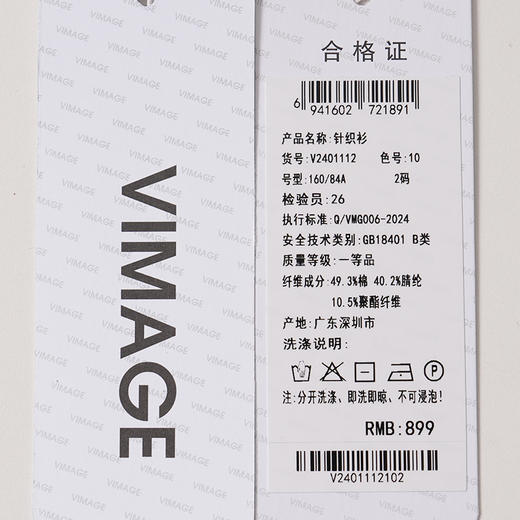 VIMAGE
合格证
6 941602 721891
产品名称:针织衫
货号:V2401112 色号:10
号型:160/84A 2码
检验员:26
执行标准:Q/VMG006-2024
安全技术类别:GB18401 B类
质量等级:一等品
纤维成分:49.3%棉 40.2%腈纶
10.5%聚酯纤维
产地:广东深圳市
洗涤说明:
P
注:分开洗涤、即洗即晾、不可浸泡!
RMB:899
V2401112102